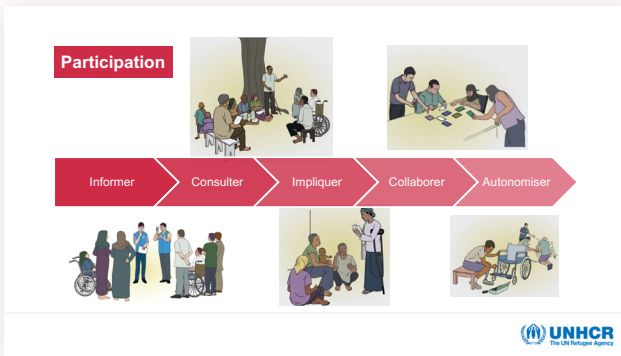 Participation
Informer
Consulter
Impliquer
Collaborer
Autonomiser
UNHCR
The UN Refugee Agency